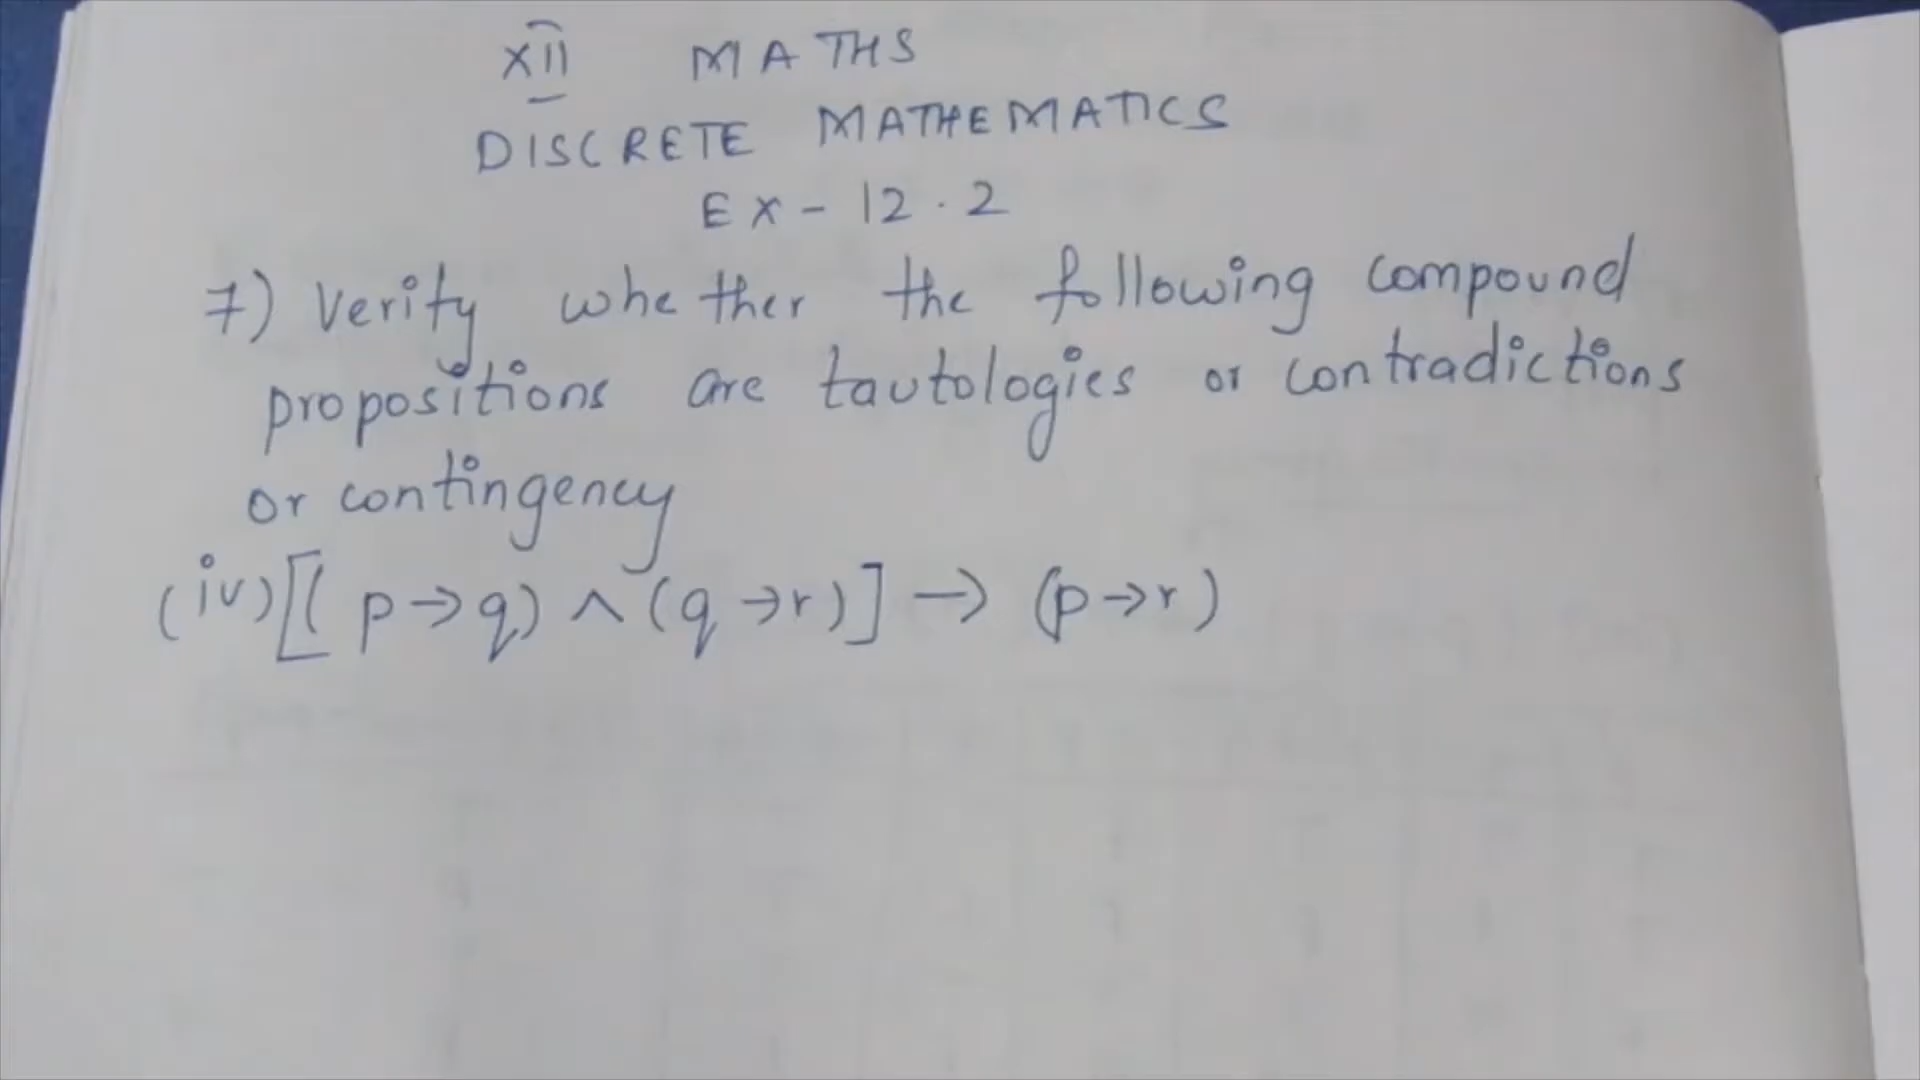 XII MATHS
DISCRETE MATHEMATICS
EX - 12.2
7) Verify whether the following compound
propositions are tautologies or contradictions
or contingency
(iv) [( p → q) ∧ (q → r)] → (p → r)